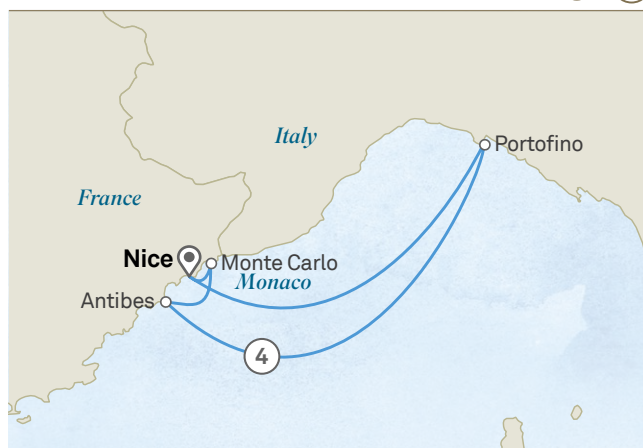 Italy
Portofino
France
Nice
Monte Carlo
Monaco
Antibes
4